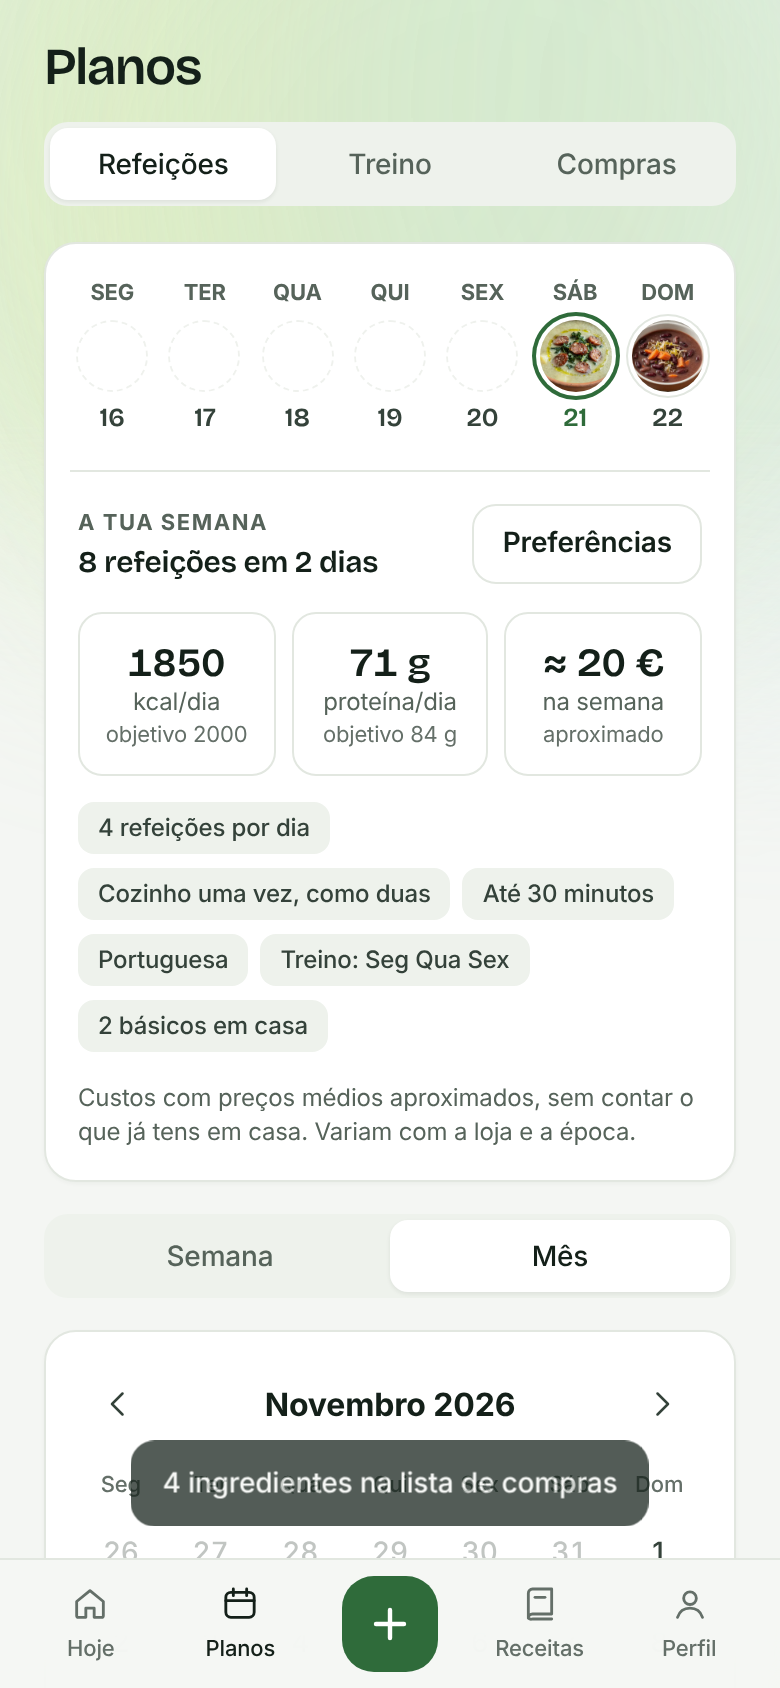 Planos
Refeições Treino Compras
SEG TER QUA QUI SEX SÁB DOM
16 17 18 19 20 21 22
A TUA SEMANA
8 refeições em 2 dias
Preferências
1850 71 g ≈ 20 €
kcal/dia proteína/dia na semana
objetivo 2000 objetivo 84 g aproximado
4 refeições por dia
Cozinho uma vez, como duas Até 30 minutos
Portuguesa Treino: Seg Qua Sex
2 básicos em casa
Custos com preços médios aproximados, sem contar o
que já tens em casa. Variam com a loja e a época.
Semana Mês
Novembro 2026
Seg Dom
4 ingredientes na lista de compras
26 27 28 29 30 31 1
Hoje Planos Receitas Perfil